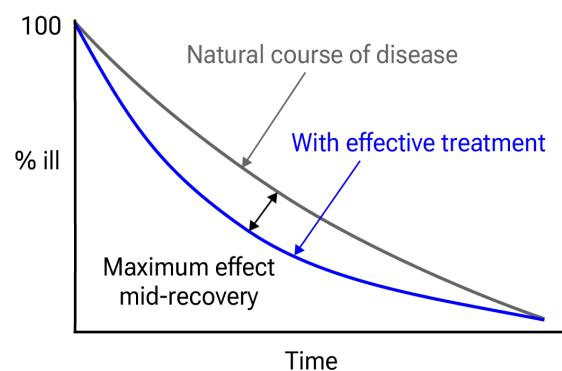 100
Natural course of disease
With effective treatment
% ill
Maximum effect
mid-recovery
Time